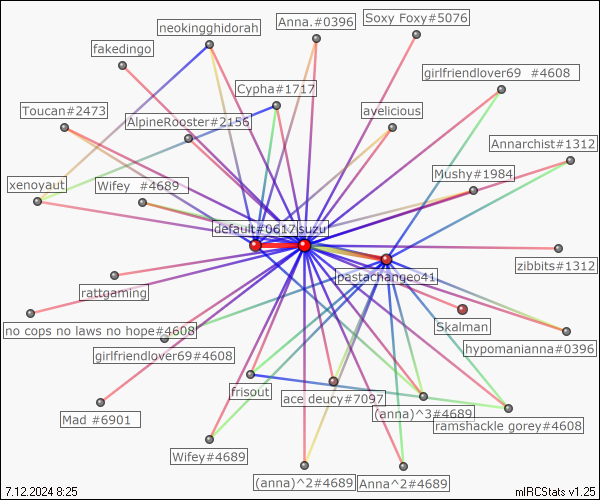 Soxy Foxy#5076
Anna.#0396
neokingghidorah
fakedingo
girlfriendlover69 #4608
Cypha#1717
Toucan#2473
avelicious
AlpineRooster#2156
Annarchist#1312
Mushy#1984
xenoyaut
Wifey #4689
default#0617
suzu
zibbits#1312
pastachange041
rattgaming
Skalman
no cops no laws no hope#4608
hypomanianna#0396
girlfriendlover69#4608
frisout
ace deucy#7097
(anna)^3#4689
Mad #6901
ramshackle gorey#4608
Wifey#4689
(anna)^2#4689
Anna^2#4689
7.12.2024 8:25
mIRCStats v1.25